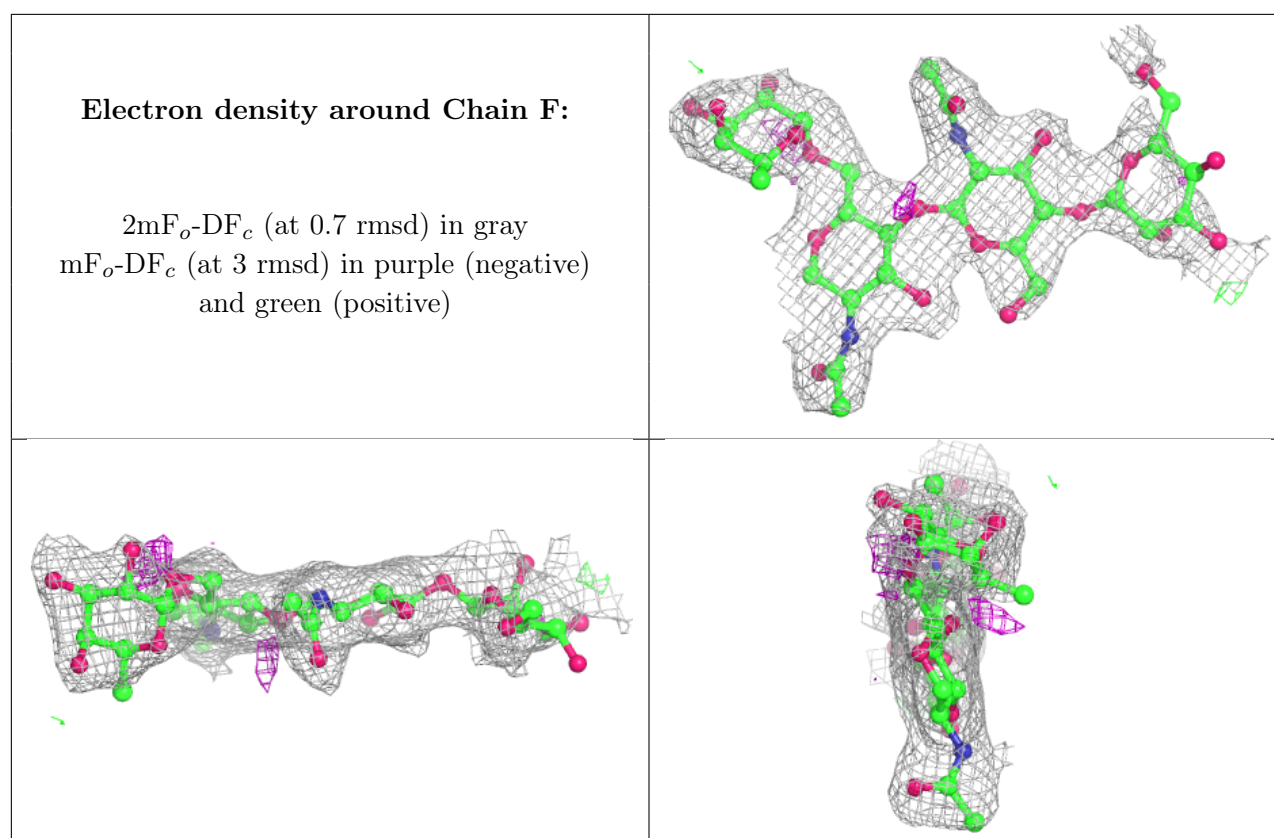 Electron density around Chain F:
2mFo-DFc (at 0.7 rmsd) in gray
mFo-DFc (at 3 rmsd) in purple (negative)
and green (positive)